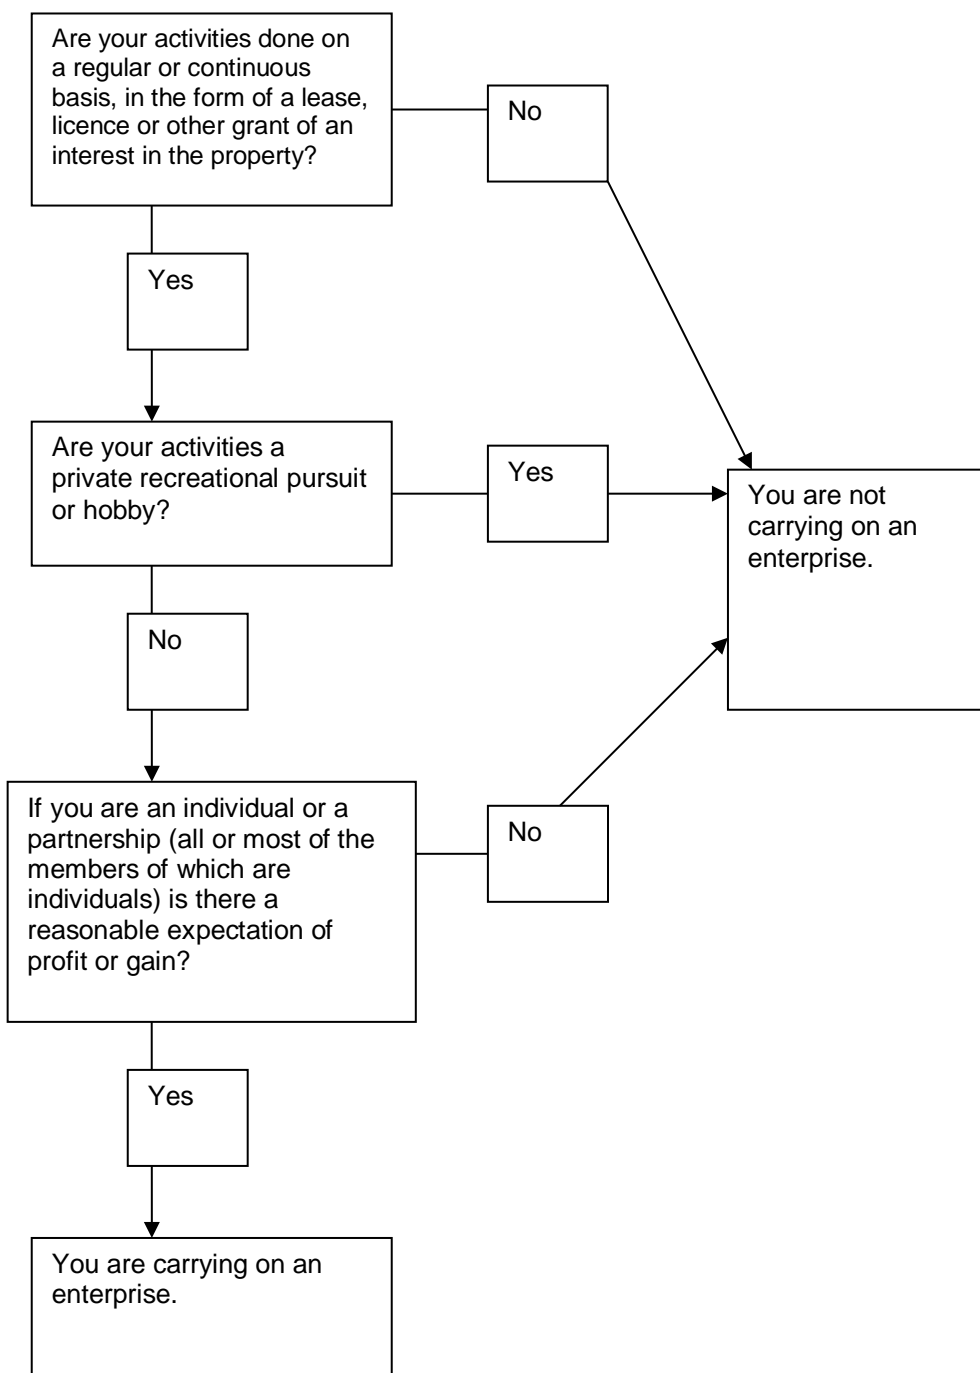 Are your activities done on
a regular or continuous
basis, in the form of a lease,
licence or other grant of an
interest in the property?
No
Yes
Are your activities a
private recreational pursuit
or hobby?
Yes
You are not
carrying on an
enterprise.
No
If you are an individual or a
partnership (all or most of the
members of which are
individuals) is there a
reasonable expectation of
profit or gain?
No
Yes
You are carrying on an
enterprise.